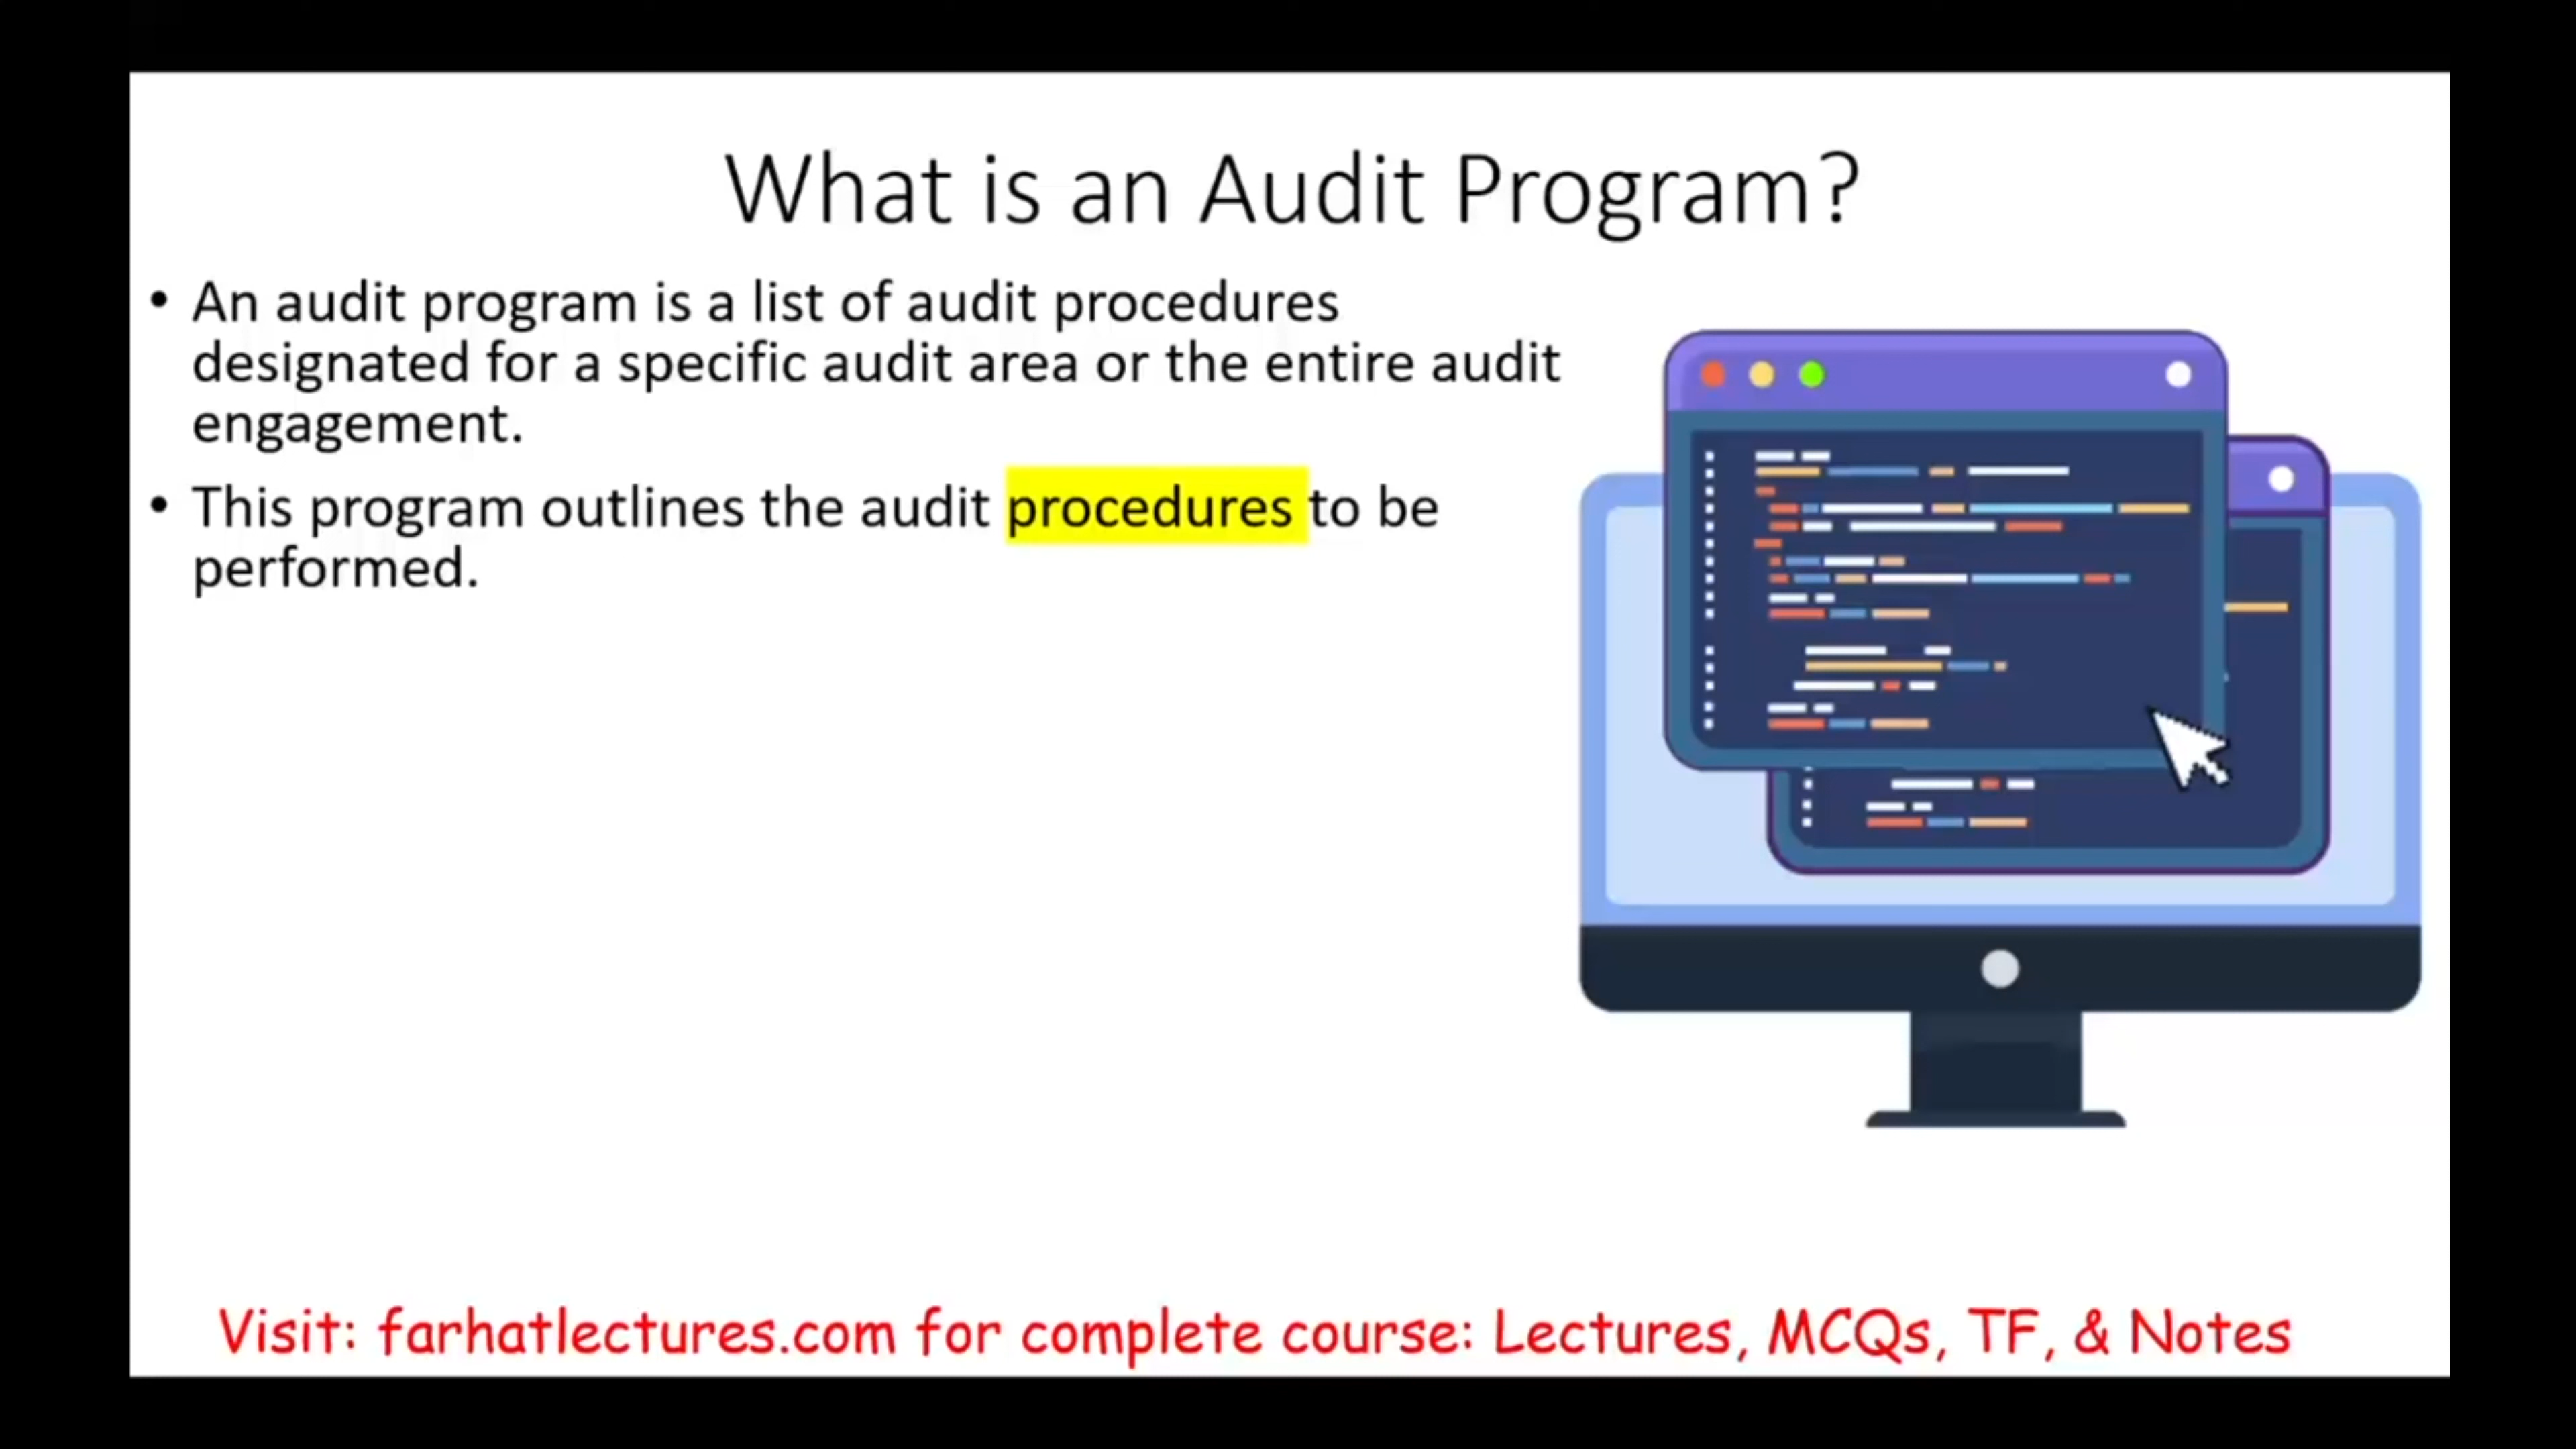 What is an Audit Program?
• An audit program is a list of audit procedures
designated for a specific audit area or the entire audit
engagement.
• This program outlines the audit procedures to be
performed.
Visit: farhatlectures.com for complete course: Lectures, MCQs, TF, & Notes